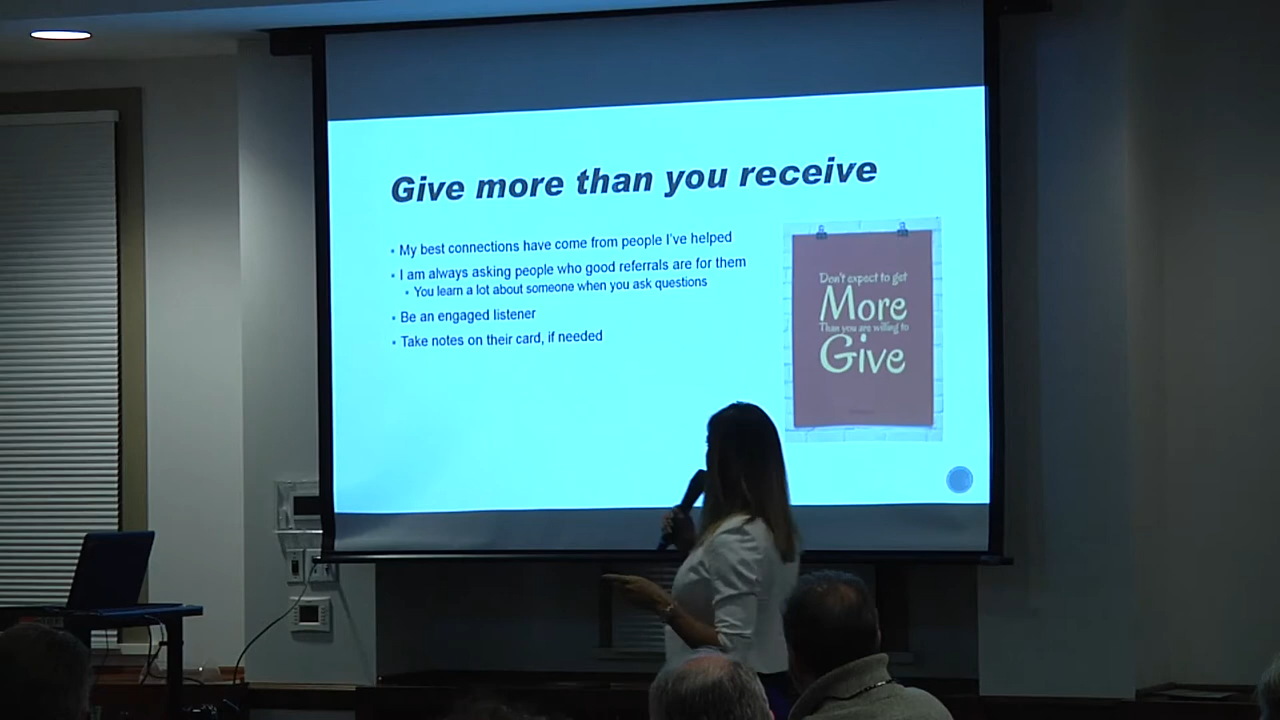 Give more than you receive
My best connections have come from people I've helped
I am always asking people who good referrals are for them
You learn a lot about someone when you ask questions
Be an engaged listener
Take notes on their card, if needed
Don't expect to get
More
Than you are willing to
Give